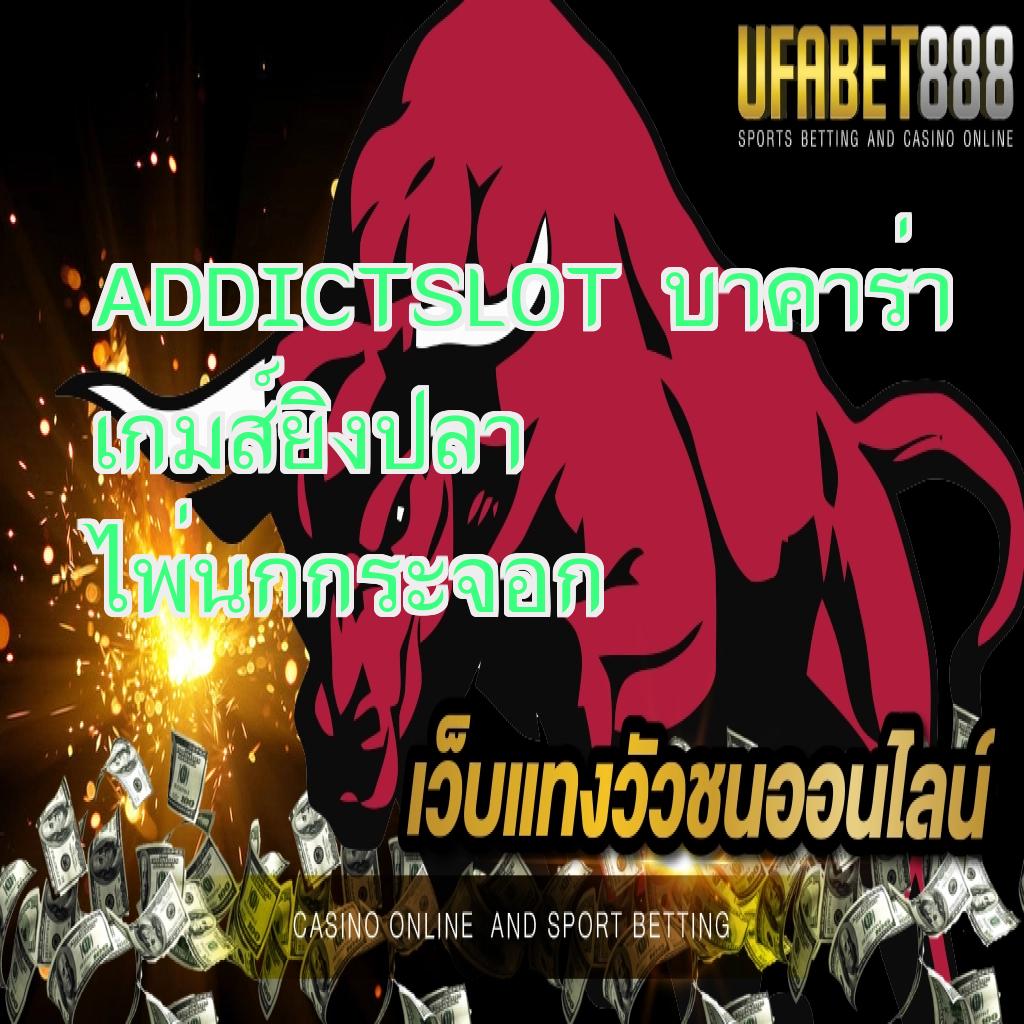 UFABET888
SPORTS BETTING AND CASINO ONLINE
ADDICTSLOT บาคาร่า
เกมส์ยิงปลา
ไพ่นกกระจอก
เว็บแทงวัวชนออนไลน์
CASINO ONLINE AND SPORT BETTING